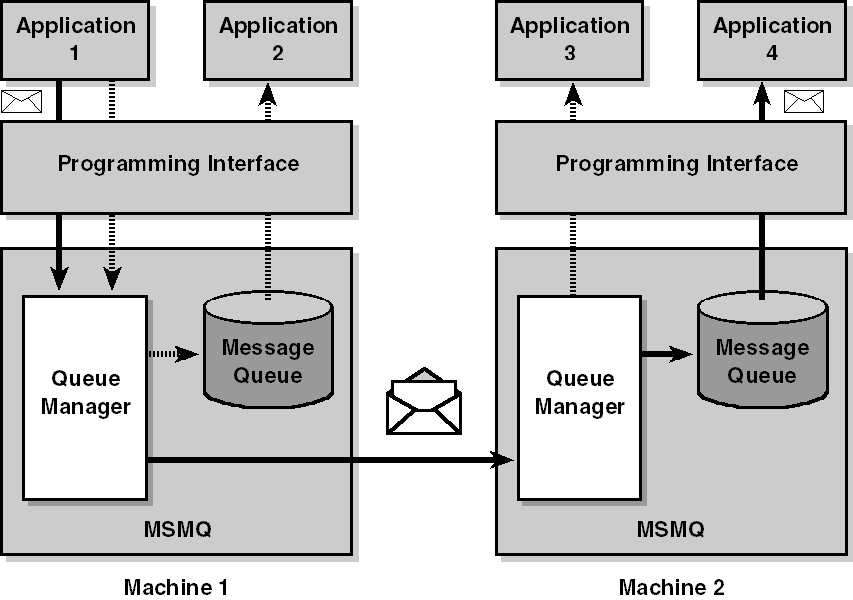 Application
1
Application
2
Application
3
Application
4
Programming Interface
Programming Interface
Message
Queue
Queue
Manager
Message
Queue
Queue
Manager
MSMQ
MSMQ
Machine 1
Machine 2